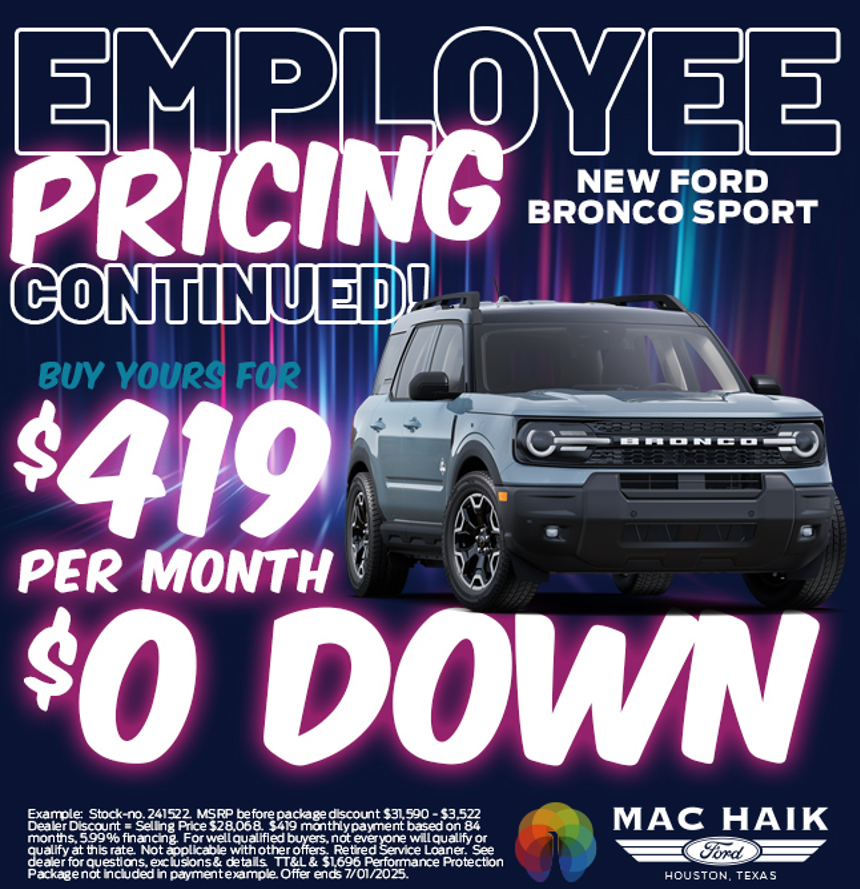 EMPLOYEE
PRICING
CONTINUED!
NEW FORD
BRONCO SPORT
BUY YOURS FOR
$419
PER MONTH
$0 DOWN
BRONCO
Example: Stock-no. 241522. MSRP before package discount $31,590 - $3,522
Dealer Discount = Selling Price $28,068. $419 monthly payment based on 84
months, 5.99% financing. For well qualified buyers, not everyone will qualify or
qualify at this rate. Not applicable with other offers. Retired Service Loaner. See
dealer for questions, exclusions & details. TT&L & $1,696 Performance Protection
Package not included in payment example. Offer ends 7/01/2025.
MAC HAIK
Ford
HOUSTON, TEXAS